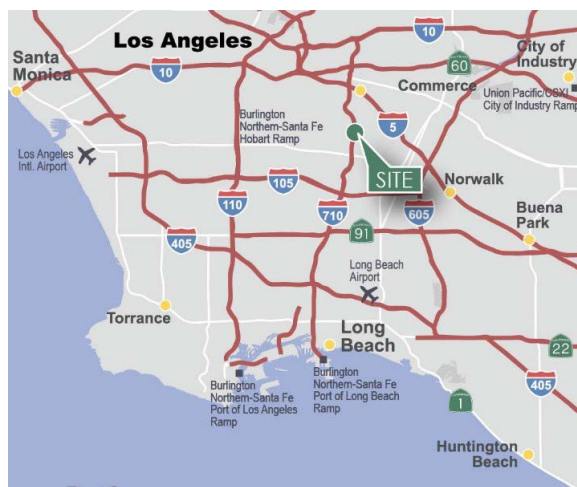 Los Angeles
10
Santa
Monica
10
60
City of
Industry
Commerce
Union Pacific/CSXI
City of Industry Ramp
Burlington
Northern-Santa Fe
Hobart Ramp
5
Los Angeles
Intl. Airport
SITE
105
Norwalk
110
710
605
Buena
Park
91
405
Long Beach
Airport
Torrance
Long
Beach
22
Burlington
Northern-Santa Fe
Port of Los Angeles
Ramp
Burlington
Northern-Santa Fe
Port of Long Beach
Ramp
405
1
Huntington
Beach